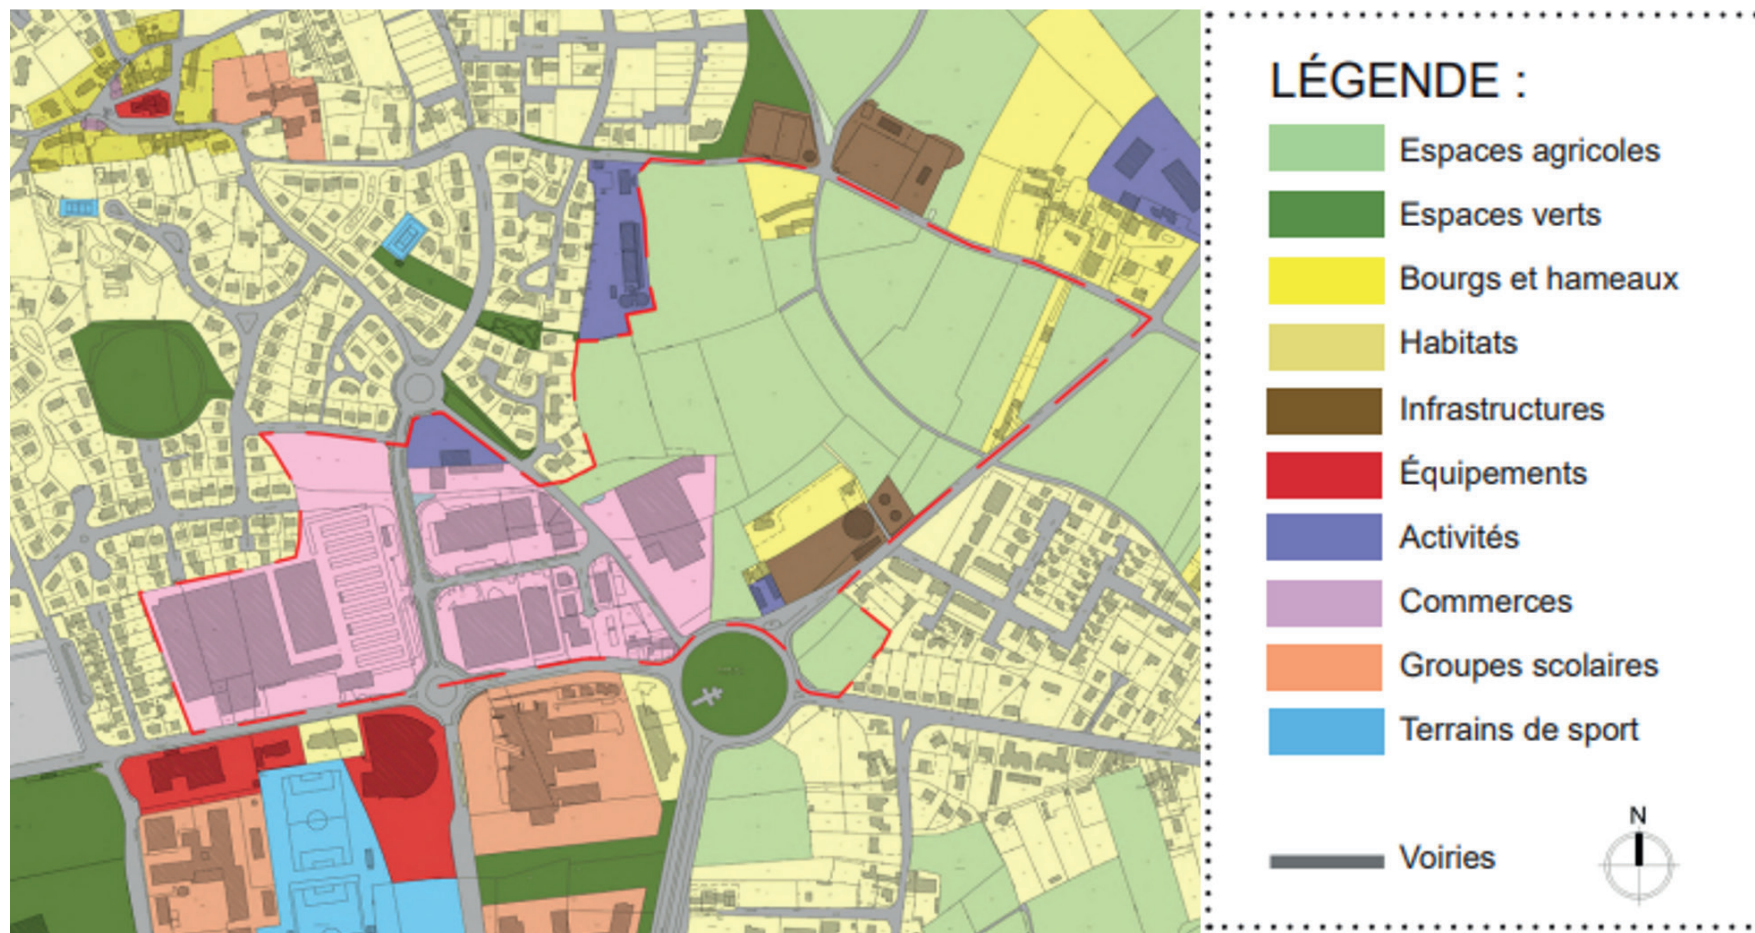 LÉGENDE :
Espaces agricoles
Espaces verts
Bourgs et hameaux
Habitats
Infrastructures
Équipements
Activités
Commerces
Groupes scolaires
Terrains de sport
N
Voiries